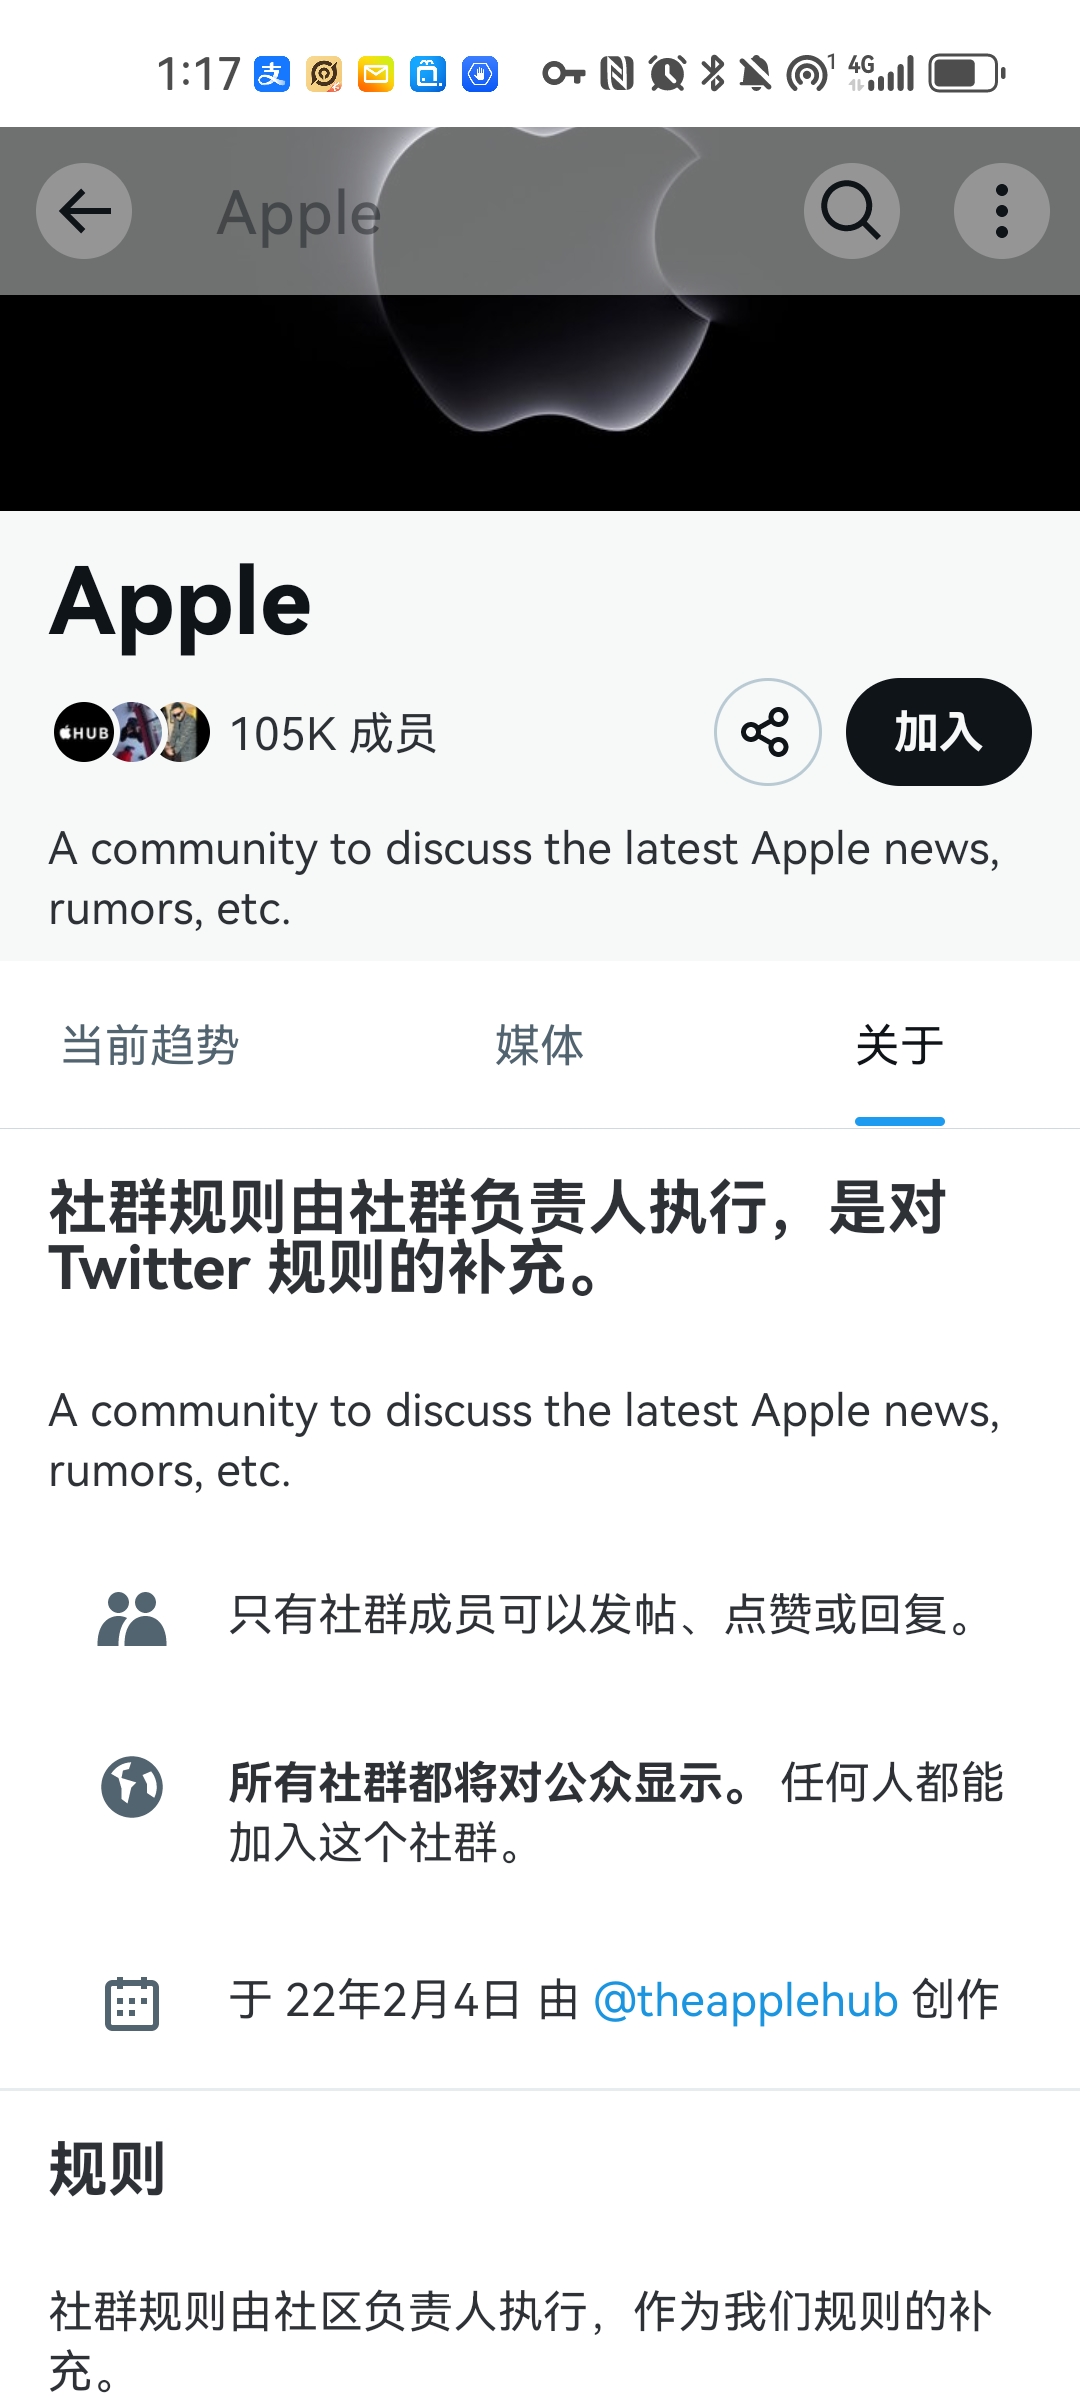 1:17
支
1
4G
Apple
Apple
HUB
105K 成员
加入
A community to discuss the latest Apple news,
rumors, etc.
当前趋势
媒体
关于
社群规则由社群负责人执行，是对
Twitter 规则的补充。
A community to discuss the latest Apple news,
rumors, etc.
只有社群成员可以发帖、点赞或回复。
所有社群都将对公众显示。 任何人都能
加入这个社群。
于 22年2月4日 由 @theapplehub 创作
规则
社群规则由社区负责人执行，作为我们规则的补
充。